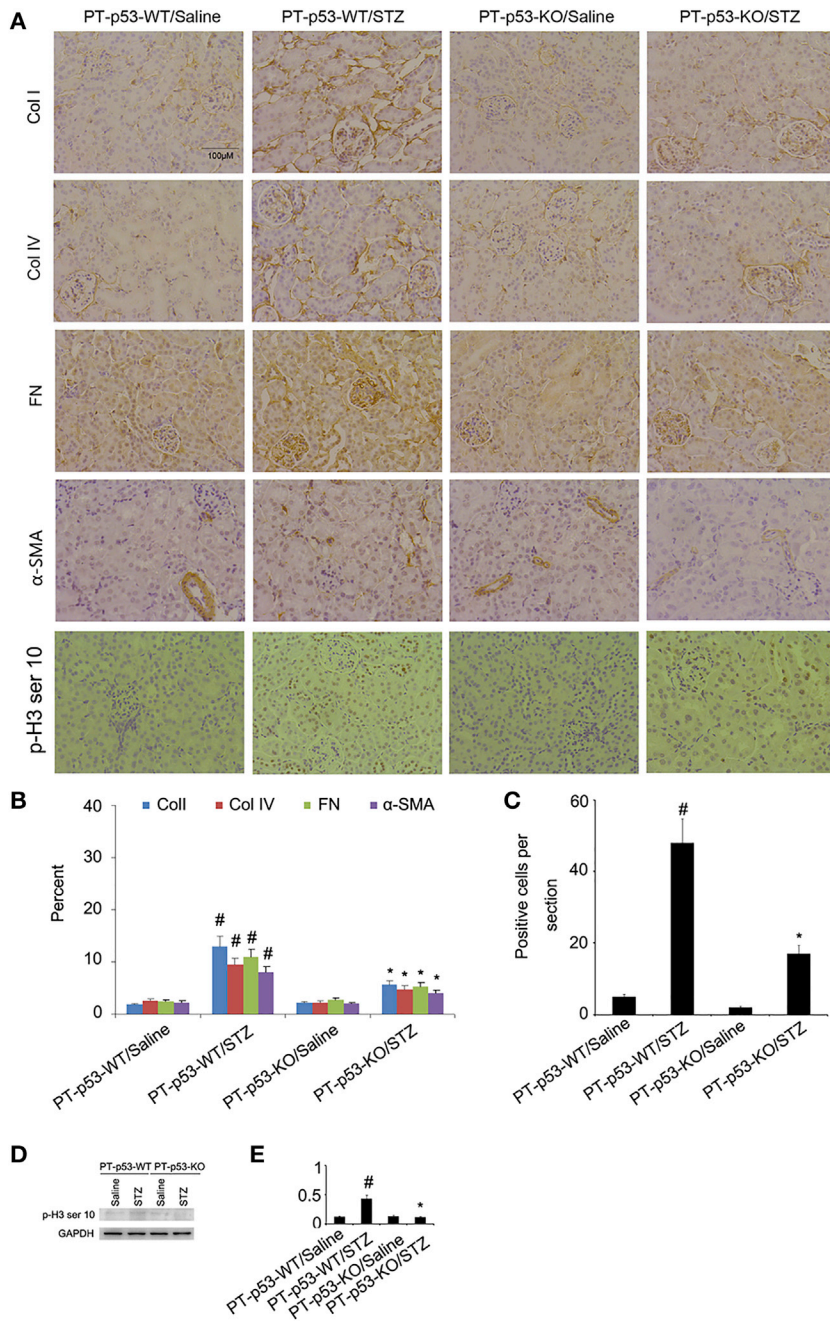 A
PT-p53-WT/Saline
PT-p53-WT/STZ
PT-p53-KO/Saline
PT-p53-KO/STZ
Col I
100µM
Col IV
FN
α-SMA
p-H3 ser 10
B
ColI
Col IV
FN
α-SMA
Percent
40
30
20
10
0
#
#
#
#
*
*
*
*
PT-p53-WT/Saline
PT-p53-WT/STZ
PT-p53-KO/Saline
PT-p53-KO/STZ
C
Positive cells per
section
60
40
20
0
#
*
PT-p53-WT/Saline
PT-p53-WT/STZ
PT-p53-KO/Saline
PT-p53-KO/STZ
D
PT-p53-WT
PT-p53-KO
Saline
STZ
Saline
STZ
p-H3 ser 10
GAPDH
E
1
0.5
0
#
*
PT-p53-WT/Saline
PT-p53-WT/STZ
PT-p53-KO/Saline
PT-p53-KO/STZ